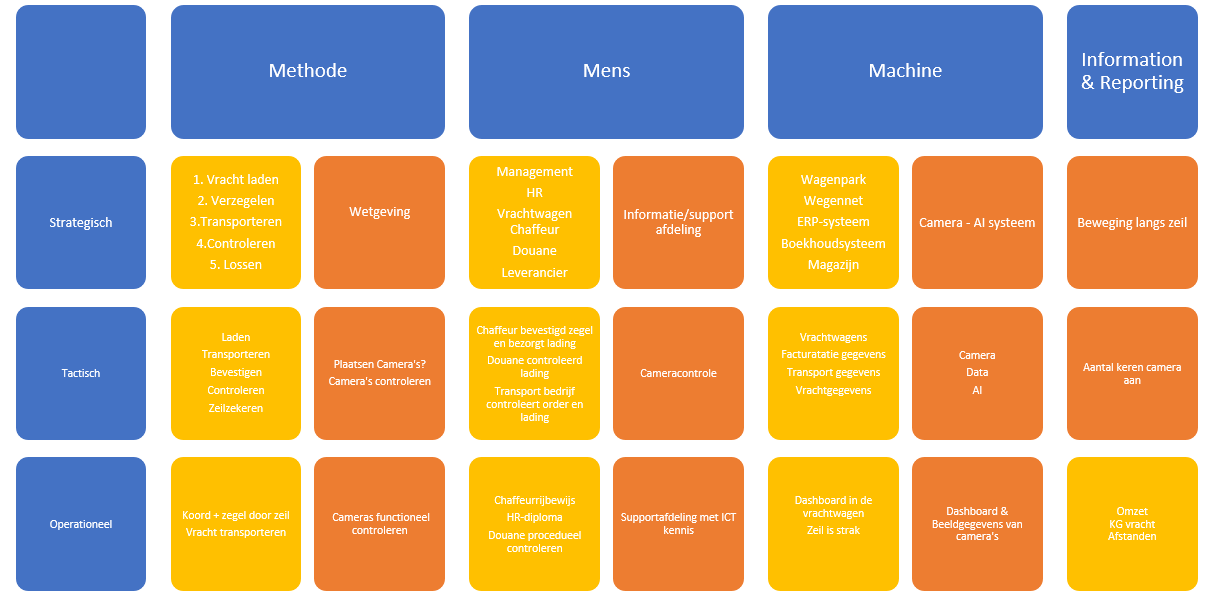 Methode
Mens
Machine
Information
& Reporting
Strategisch
1. Vracht laden
2. Verzegelen
3.Transporteren
4.Controleren
5. Lossen
Wetgeving
Management
HR
Vrachtwagen
Chauffeur
Douane
Leverancier
Informatie/support
afdeling
Wagenpark
Wegennet
ERP-systeem
Boekhoudsysteem
Magazijn
Camera - AI systeem
Beweging langs zeil
Tactisch
Laden
Transporteren
Bevestigen
Controleren
Zeilzekeren
Plaatsen Camera's?
Camera's controleren
Chaffeur bevestigd zegel
en bezorgt lading
Douane controleerd
lading
Transport bedrijf
controleert order en
lading
Cameracontrole
Vrachtwagens
Facturatatie gegevens
Transport gegevens
Vrachtgegevens
Camera
Data
AI
Aantal keren camera
aan
Operationeel
Koord + zegel door zeil
Vracht transporteren
Cameras functioneel
controleren
Chaffeurrijbewijs
HR-diploma
Douane procedueel
controleren
Supportafdeling met ICT
kennis
Dashboard in de
vrachtwagen
Zeil is strak
Dashboard &
Beeldgegevens van
camera's
Omzet
KG vracht
Afstanden